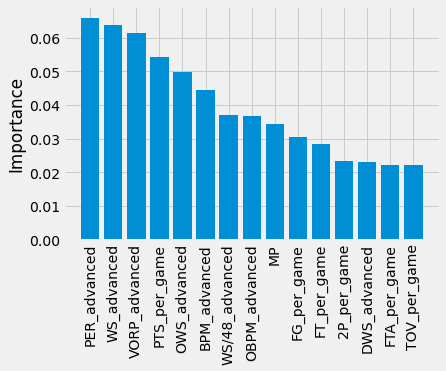 0.06
0.05
0.04
0.03
0.02
0.01
0.00
Importance
PER_advanced
WS_advanced
VORP_advanced
PTS_per_game
OWS_advanced
BPM_advanced
WS/48_advanced
OBPM_advanced
MP
FG_per_game
FT_per_game
2P_per_game
DWS_advanced
FTA_per_game
TOV_per_game